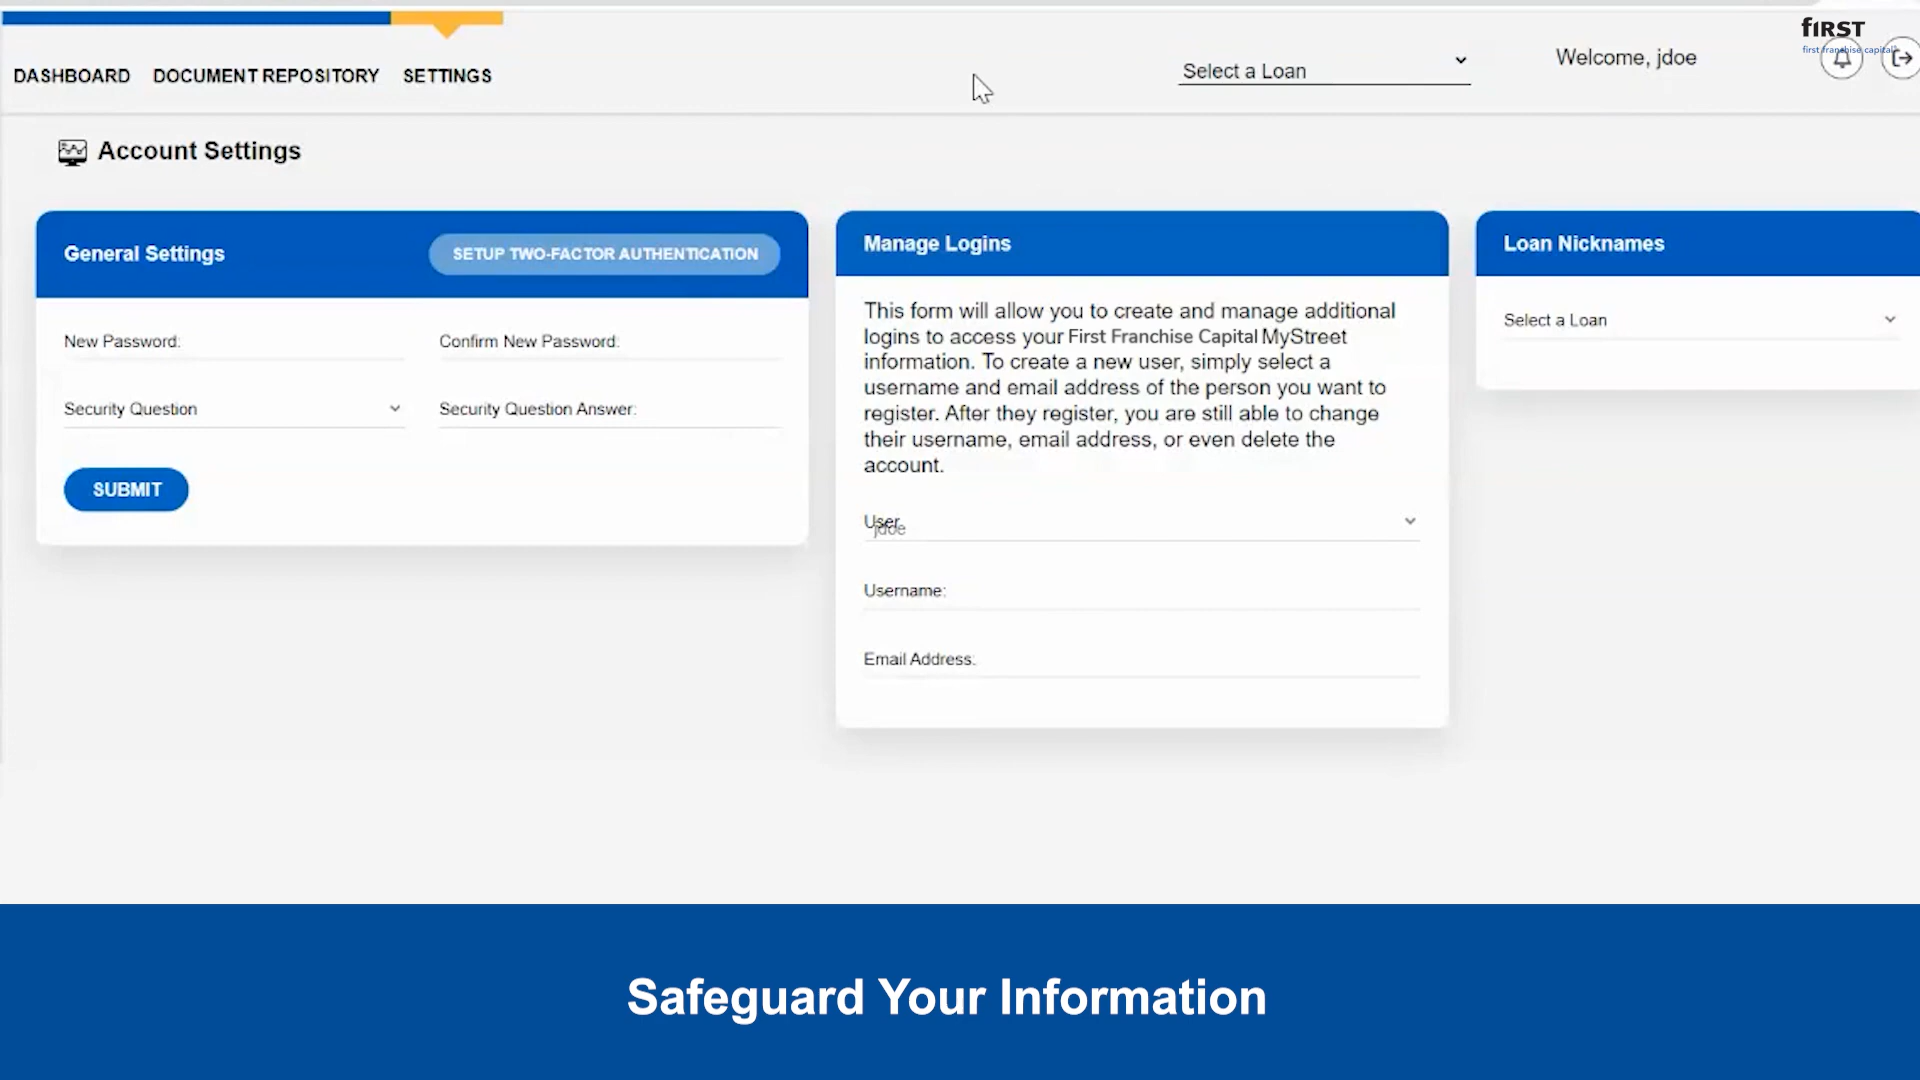 fiRST
first franchise capital
DASHBOARD DOCUMENT REPOSITORY SETTINGS
Select a Loan
Welcome, jdoe
Account Settings
General Settings
SETUP TWO-FACTOR AUTHENTICATION
New Password:
Confirm New Password:
Security Question
Security Question Answer:
SUBMIT
Manage Logins
This form will allow you to create and manage additional
logins to access your First Franchise Capital MyStreet
information. To create a new user, simply select a
username and email address of the person you want to
register. After they register, you are still able to change
their username, email address, or even delete the
account.
User
jdoe
Username:
Email Address:
Loan Nicknames
Select a Loan
Safeguard Your Information